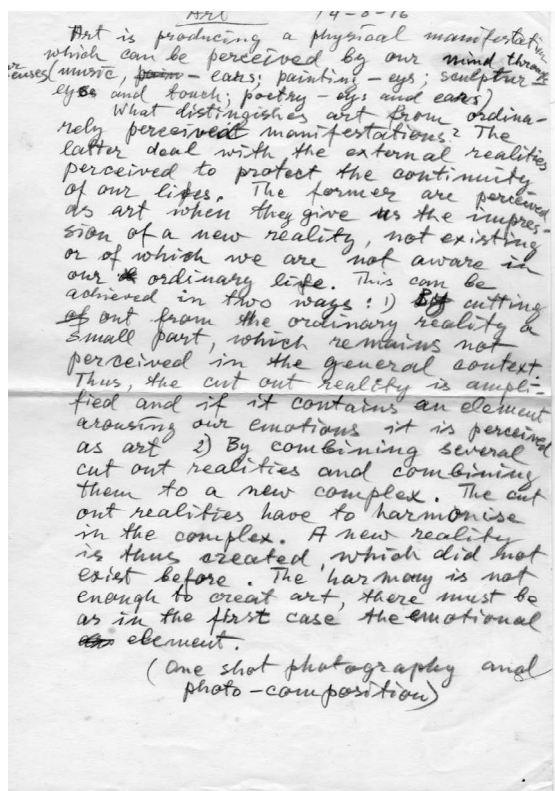 Art 14-8-76
Art is producing a physical manifestation
which can be perceived by our mind through
our senses (music, - ears; paintini - eyes; sculptur -
eyes and touch; poetry - eys and ears)
What distingishes art from ordina-
rely perceived manifestations? The
latter deal with the external realities
perceived to protect the continuity
of our lifes. The former are perceived
as art when they give us the impres-
sion of a new reality, not existing
or of which we are not aware in
our ordinary life. This can be
achieved in two ways: 1) By cutting
out from the ordinary reality a
small part, which remains not
perceived in the general context.
Thus, the cut out reality is ampli-
fied and if it contains an element
arousing our emotions it is perceived
as art 2) By combining several
cut out realities and combining
them to a new complex. The cut
out realities have to harmonise
in the complex. A new reality
is thus created, which did not
exist before. The harmony is not
enough to creat art, there must be
as in the first case the emotional
element.
(One shot photography and
photo-composition)